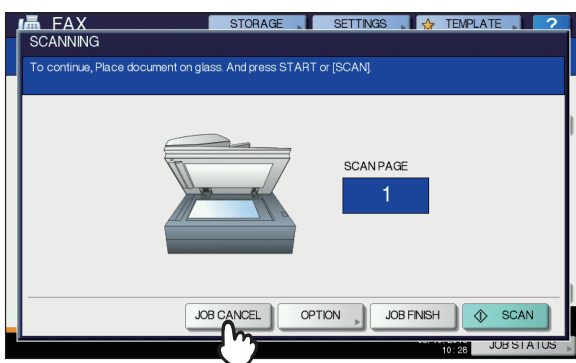 FAX
STORAGE
SETTINGS
TEMPLATE
?
SCANNING
To continue, Place document on glass. And press START or [SCAN].
SCAN PAGE
1
JOB CANCEL
OPTION
JOB FINISH
SCAN
10 : 28
JOB STATUS